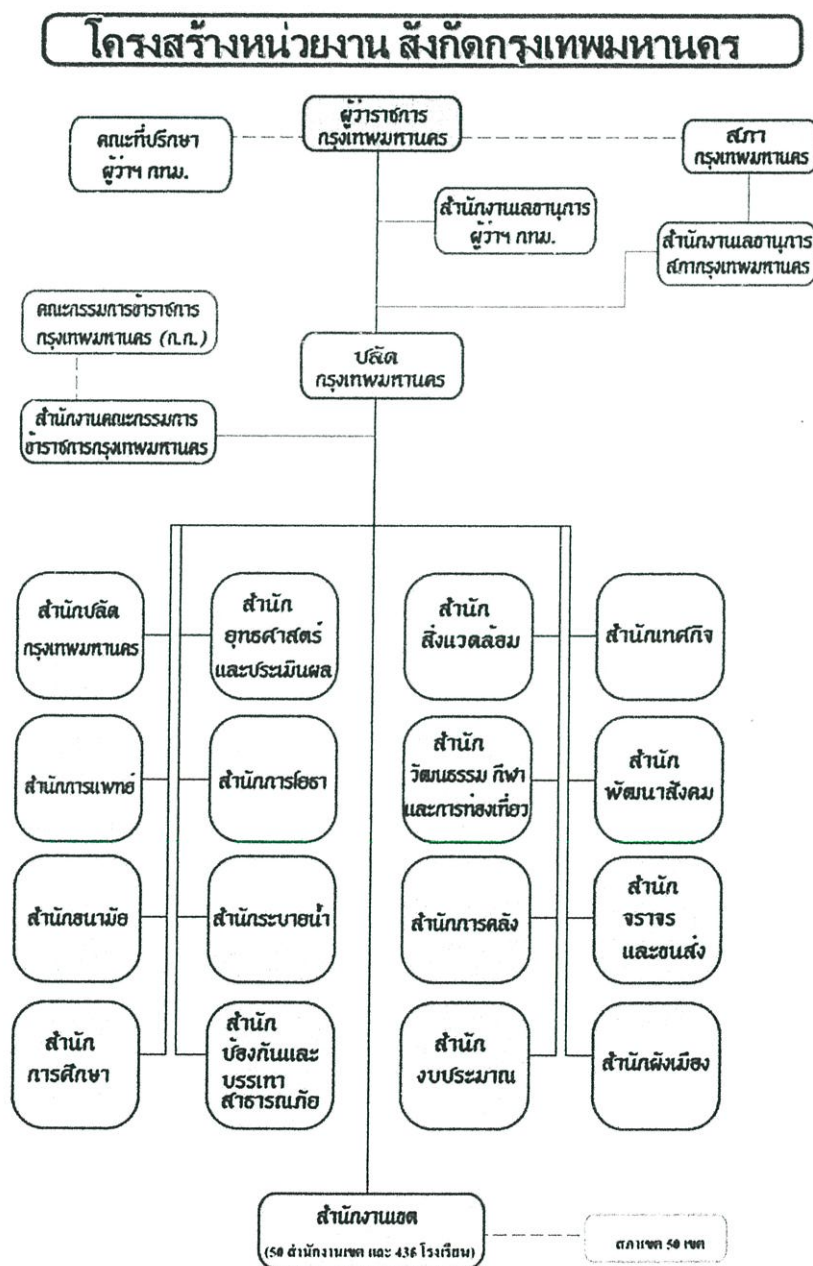 โครงสร้างหน่วยงาน สังกัดกรุงเทพมหานคร
ผู้ว่าราชการ
กรุงเทพมหานคร
คณะที่ปรึกษา
ผู้ว่าฯ กทม.
สภา
กรุงเทพมหานคร
สำนักงานเลขานุการ
ผู้ว่าฯ กทม.
สำนักงานเลขานุการ
สภากรุงเทพมหานคร
คณะกรรมการข้าราชการ
กรุงเทพมหานคร (ก.ก.)
ปลัด
กรุงเทพมหานคร
สำนักงานคณะกรรมการ
ข้าราชการกรุงเทพมหานคร
สำนักปลัด
กรุงเทพมหานคร
สำนัก
ยุทธศาสตร์
และประเมินผล
สำนัก
สิ่งแวดล้อม
สำนักเทศกิจ
สำนักการแพทย์
สำนักการโยธา
สำนัก
วัฒนธรรม กีฬา
และการท่องเที่ยว
สำนัก
พัฒนาสังคม
สำนักอนามัย
สำนักระบายน้ำ
สำนักการคลัง
สำนัก
จราจร
และขนส่ง
สำนัก
การศึกษา
สำนัก
ป้องกันและ
บรรเทา
สาธารณภัย
สำนัก
งบประมาณ
สำนักผังเมือง
สำนักงานเขต
(50 สำนักงานเขต และ 436 โรงเรียน)
สภาเขต 50 เขต